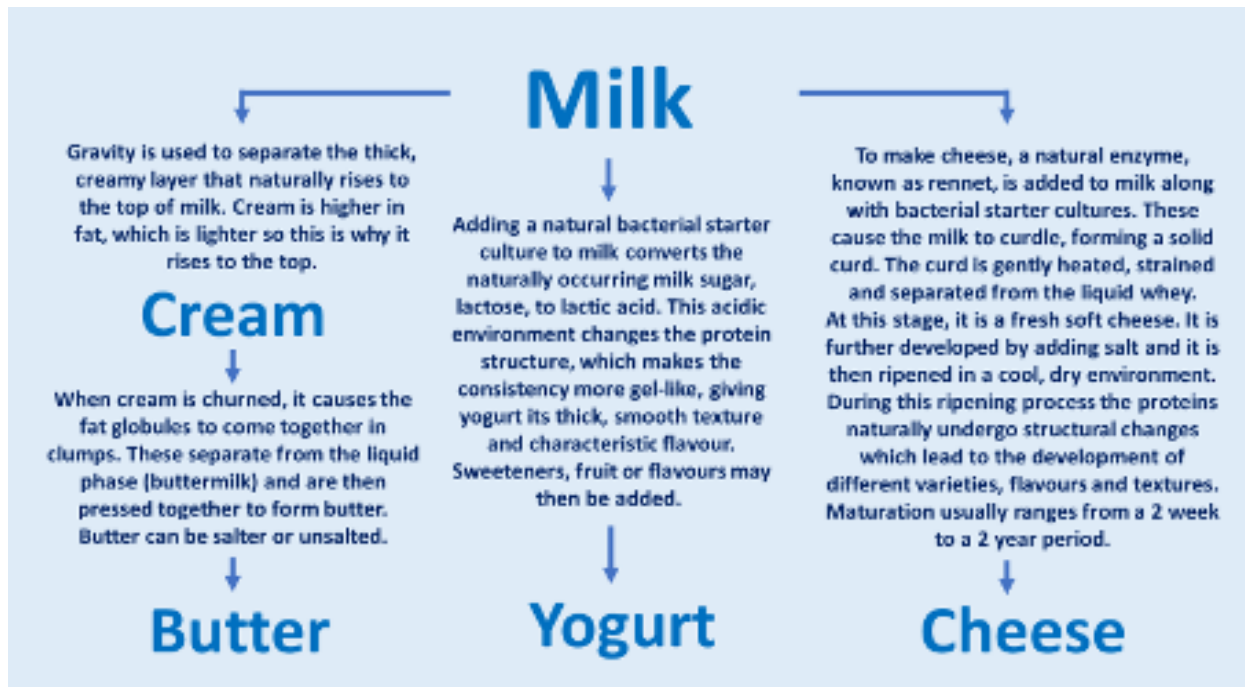 Milk
Gravity is used to separate the thick,
creamy layer that naturally rises to
the top of milk. Cream is higher in
fat, which is lighter so this is why it
rises to the top.
Cream
When cream is churned, it causes the
fat globules to come together in
clumps. These separate from the liquid
phase (buttermilk) and are then
pressed together to form butter.
Butter can be salter or unsalted.
Butter
Adding a natural bacterial starter
culture to milk converts the
naturally occurring milk sugar,
lactose, to lactic acid. This acidic
environment changes the protein
structure, which makes the
consistency more gel-like, giving
yogurt its thick, smooth texture
and characteristic flavour.
Sweeteners, fruit or flavours may
then be added.
Yogurt
To make cheese, a natural enzyme,
known as rennet, is added to milk along
with bacterial starter cultures. These
cause the milk to curdle, forming a solid
curd. The curd is gently heated, strained
and separated from the liquid whey.
At this stage, it is a fresh soft cheese. It is
further developed by adding salt and it is
then ripened in a cool, dry environment.
During this ripening process the proteins
naturally undergo structural changes
which lead to the development of
different varieties, flavours and textures.
Maturation usually ranges from a 2 week
to a 2 year period.
Cheese